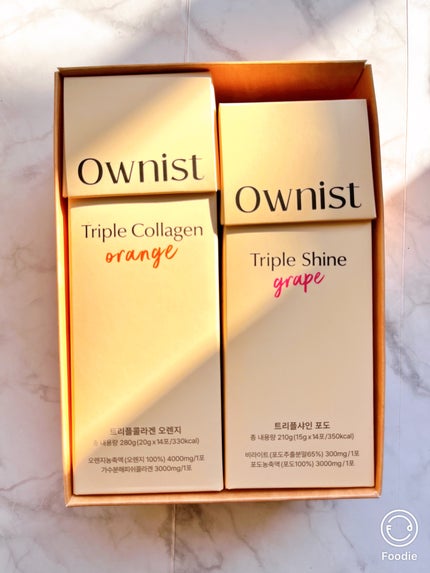 Ownist
Triple Collagen
orange
트리플콜라겐 오렌지
총 내용량 280g(20g x 14포/330kcal)
오렌지농축액 (오렌지 100%) 4000mg/1포
가수분해피쉬콜라겐 3000mg/1포
Ownist
Triple Shine
grape
트리플샤인 포도
총 내용량 210g(15g x 14포/350kcal)
비라이트 (포도추출분말65%) 300mg/1포
포도농축액 (포도100%) 3000mg/1포
Foodie